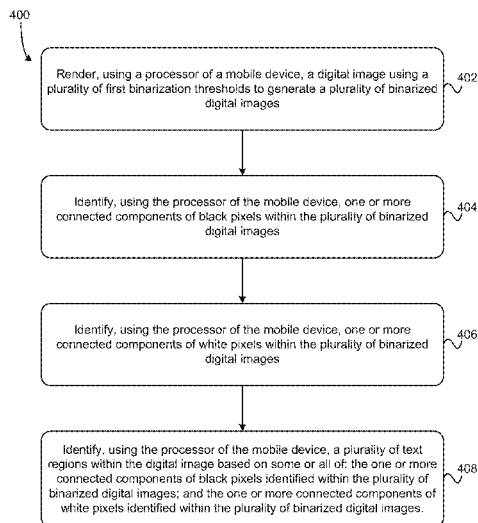 400
Render, using a processor of a mobile device, a digital image using a
plurality of first binarization thresholds to generate a plurality of binarized
digital images
402
Identify, using the processor of the mobile device, one or more
connected components of black pixels within the plurality of binarized
digital images
404
Identify, using the processor of the mobile device, one or more
connected components of white pixels within the plurality of binarized
digital images
406
Identify, using the processor of the mobile device, a plurality of text
regions within the digital image based on some or all of: the one or more
connected components of black pixels identified within the plurality of
binarized digital images; and the one or more connected components of
white pixels identified within the plurality of binarized digital images.
408